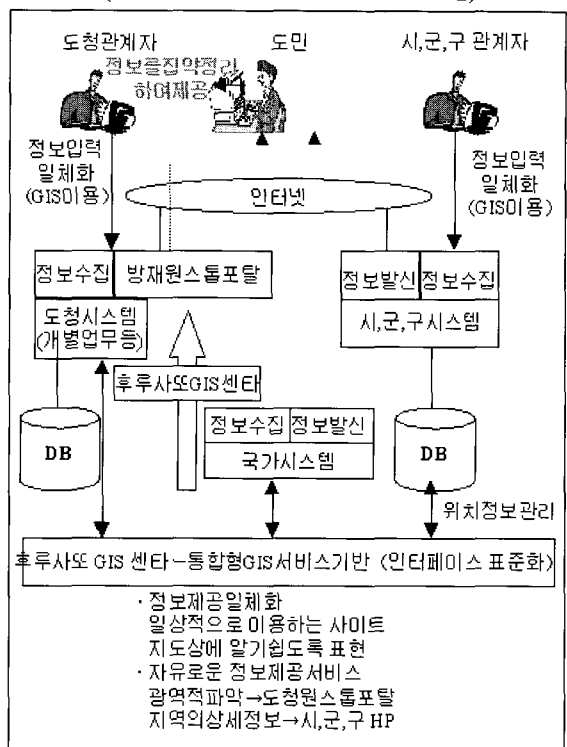 도청관계자
도민
시,군,구 관계자
정보를집약정리
하여제공
정보입력
일체화
(GIS이용)
정보입력
일체화
(GIS이용)
인터넷
정보수집
방재원스톱포탈
정보발신
정보수집
도청시스템
(개별업무등)
시,군,구시스템
후루사또GIS센타
정보수집
정보발신
국가시스템
DB
DB
위치정보관리
후루사또 GIS 센타-통합형GIS서비스기반 (인터페이스 표준화)
· 정보제공일체화
일상적으로 이용하는 사이트
지도상에 알기쉽도록 표현
· 자유로운 정보제공서비스
광역적파악→도청원스톱포탈
지역의상세정보→시,군,구 HP